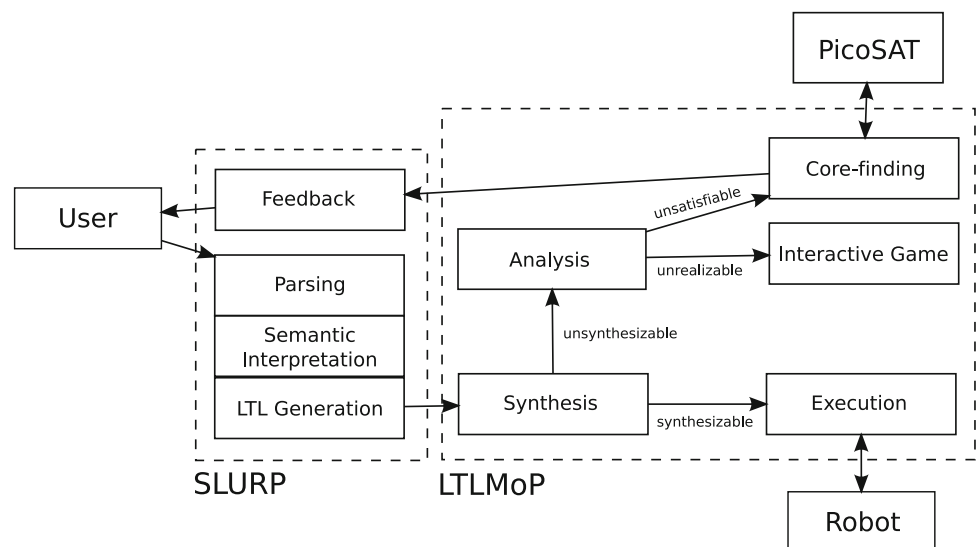 PicoSAT
Core-finding
Feedback
User
unsatisfiable
Analysis
Interactive Game
unrealizable
Parsing
unsynthesizable
Semantic
Interpretation
LTL Generation
Synthesis
Execution
synthesizable
SLURP
LTLMoP
Robot